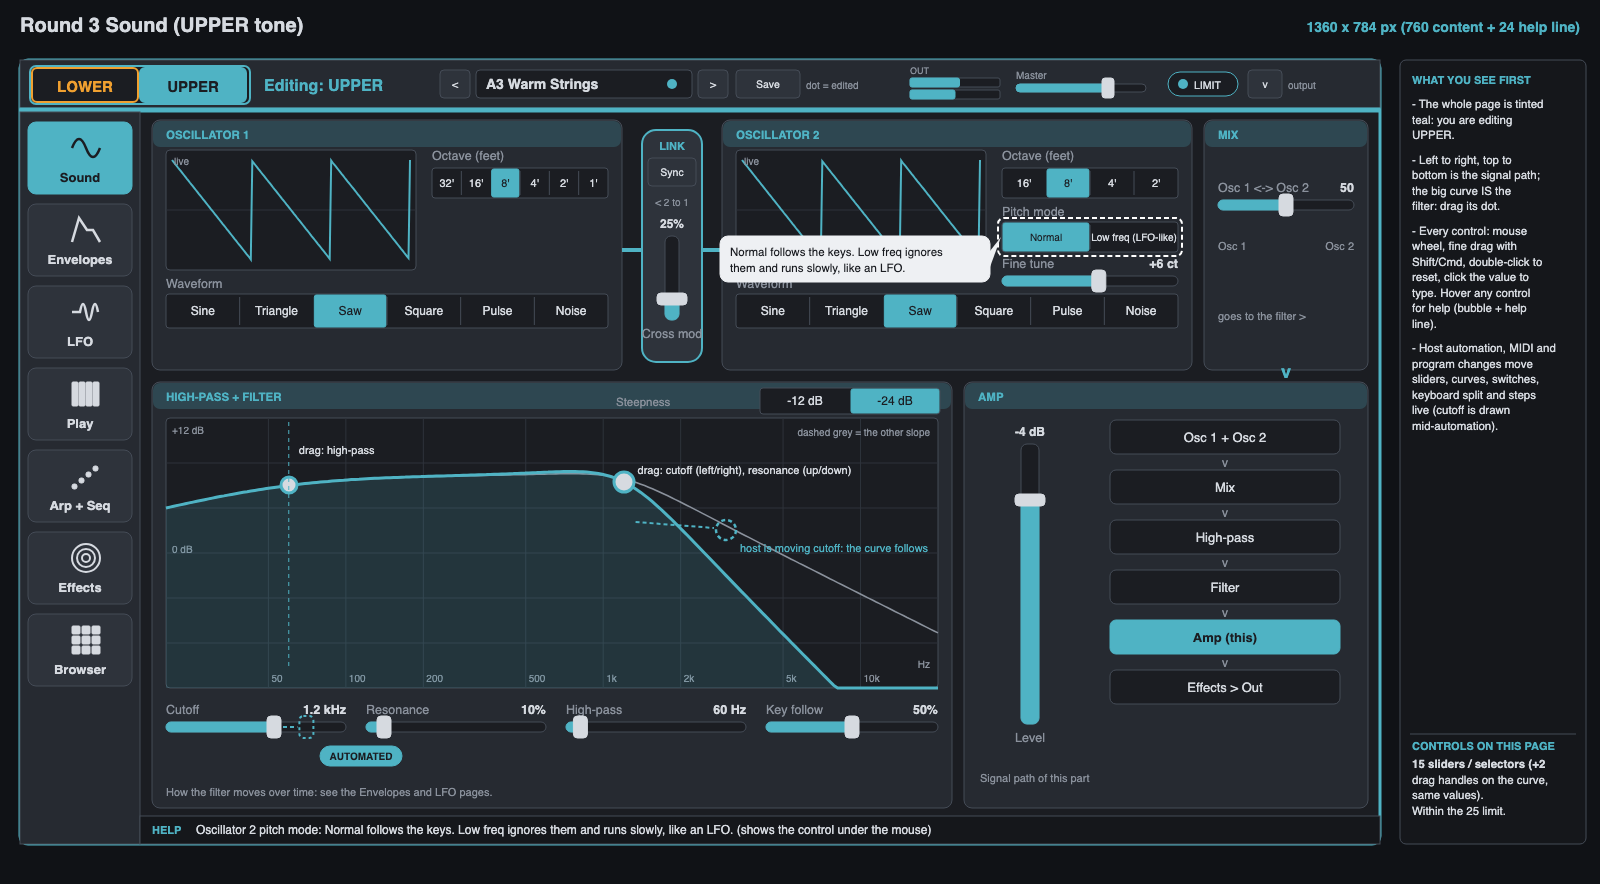 Round 3 Sound (UPPER tone)
1360 x 784 px (760 content + 24 help line)
LOWER
UPPER
Editing: UPPER
<
A3 Warm Strings
>
Save
dot = edited
OUT
Master
LIMIT
v
output
Sound
Envelopes
LFO
Play
Arp + Seq
Effects
Browser
OSCILLATOR 1
live
Octave (feet)
32' 16' 8' 4' 2' 1'
Waveform
Sine Triangle Saw Square Pulse Noise
LINK
Sync
< 2 to 1
25%
Cross mod
OSCILLATOR 2
live
Octave (feet)
16' 8' 4' 2'
Pitch mode
Normal Low freq (LFO-like)
Normal follows the keys. Low freq ignores
them and runs slowly, like an LFO.
Fine tune +6 ct
Waveform
Sine Triangle Saw Square Pulse Noise
MIX
Osc 1 <-> Osc 2 50
Osc 1 Osc 2
goes to the filter >
v
HIGH-PASS + FILTER
Steepness
-12 dB -24 dB
+12 dB
dashed grey = the other slope
drag: high-pass
drag: cutoff (left/right), resonance (up/down)
0 dB
host is moving cutoff: the curve follows
Hz
50 100 200 500 1k 2k 5k 10k
Cutoff 1.2 kHz
Resonance 10%
High-pass 60 Hz
Key follow 50%
AUTOMATED
How the filter moves over time: see the Envelopes and LFO pages.
AMP
-4 dB
Level
Osc 1 + Osc 2
v
Mix
v
High-pass
v
Filter
v
Amp (this)
v
Effects > Out
Signal path of this part
HELP Oscillator 2 pitch mode: Normal follows the keys. Low freq ignores them and runs slowly, like an LFO. (shows the control under the mouse)
WHAT YOU SEE FIRST
- The whole page is tinted
teal: you are editing
UPPER.
- Left to right, top to
bottom is the signal path;
the big curve IS the
filter: drag its dot.
- Every control: mouse
wheel, fine drag with
Shift/Cmd, double-click to
reset, click the value to
type. Hover any control
for help (bubble + help
line).
- Host automation, MIDI and
program changes move
sliders, curves, switches,
keyboard split and steps
live (cutoff is drawn
mid-automation).
CONTROLS ON THIS PAGE
15 sliders / selectors (+2
drag handles on the curve,
same values).
Within the 25 limit.